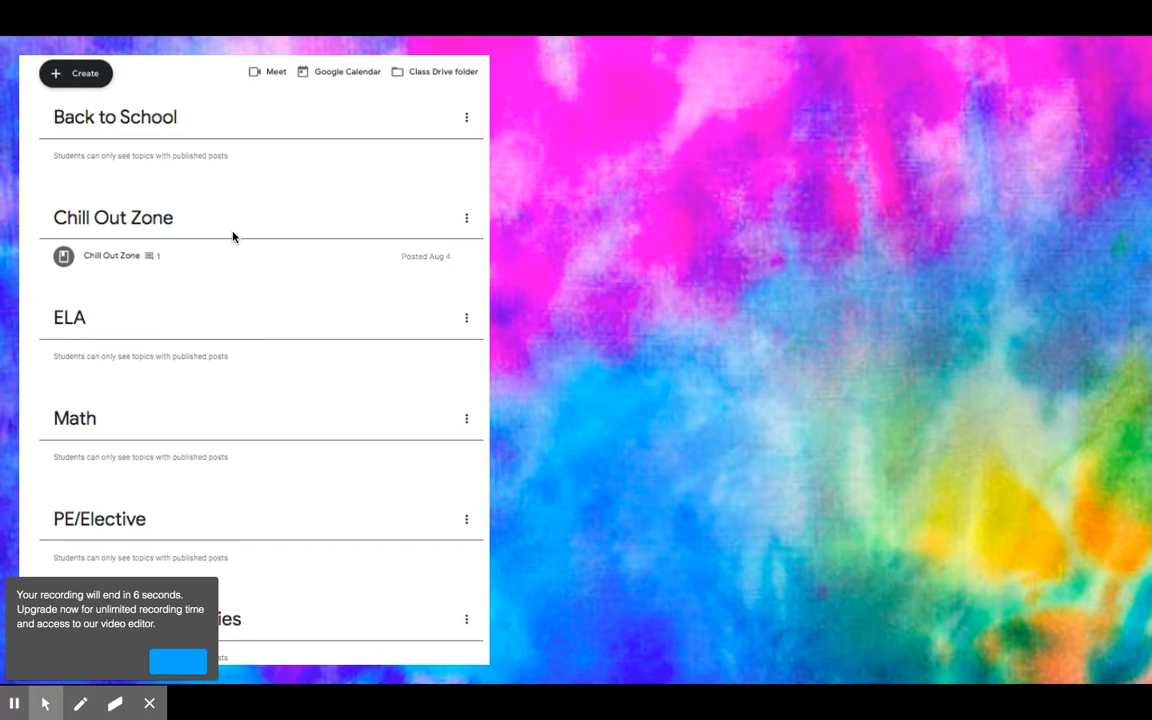 Create
Meet Google Calendar Class Drive folder
Back to School
Students can only see topics with published posts
Chill Out Zone
Chill Out Zone 1 Posted Aug 4
ELA
Students can only see topics with published posts
Math
Students can only see topics with published posts
PE/Elective
Students can only see topics with published posts
Your recording will end in 6 seconds.
Upgrade now for unlimited recording time
and access to our video editor.